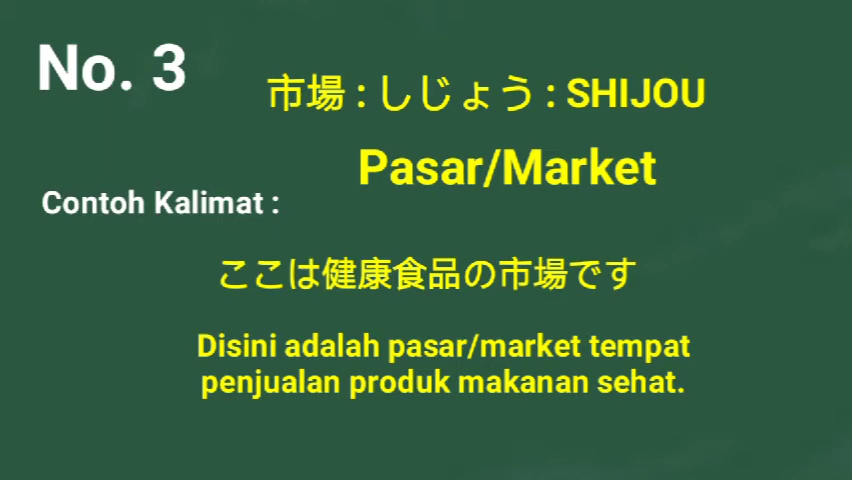 No. 3
市場 : しじょう : SHIJOU
Pasar/Market
Contoh Kalimat :
ここは健康食品の市場です
Disini adalah pasar/market tempat
penjualan produk makanan sehat.